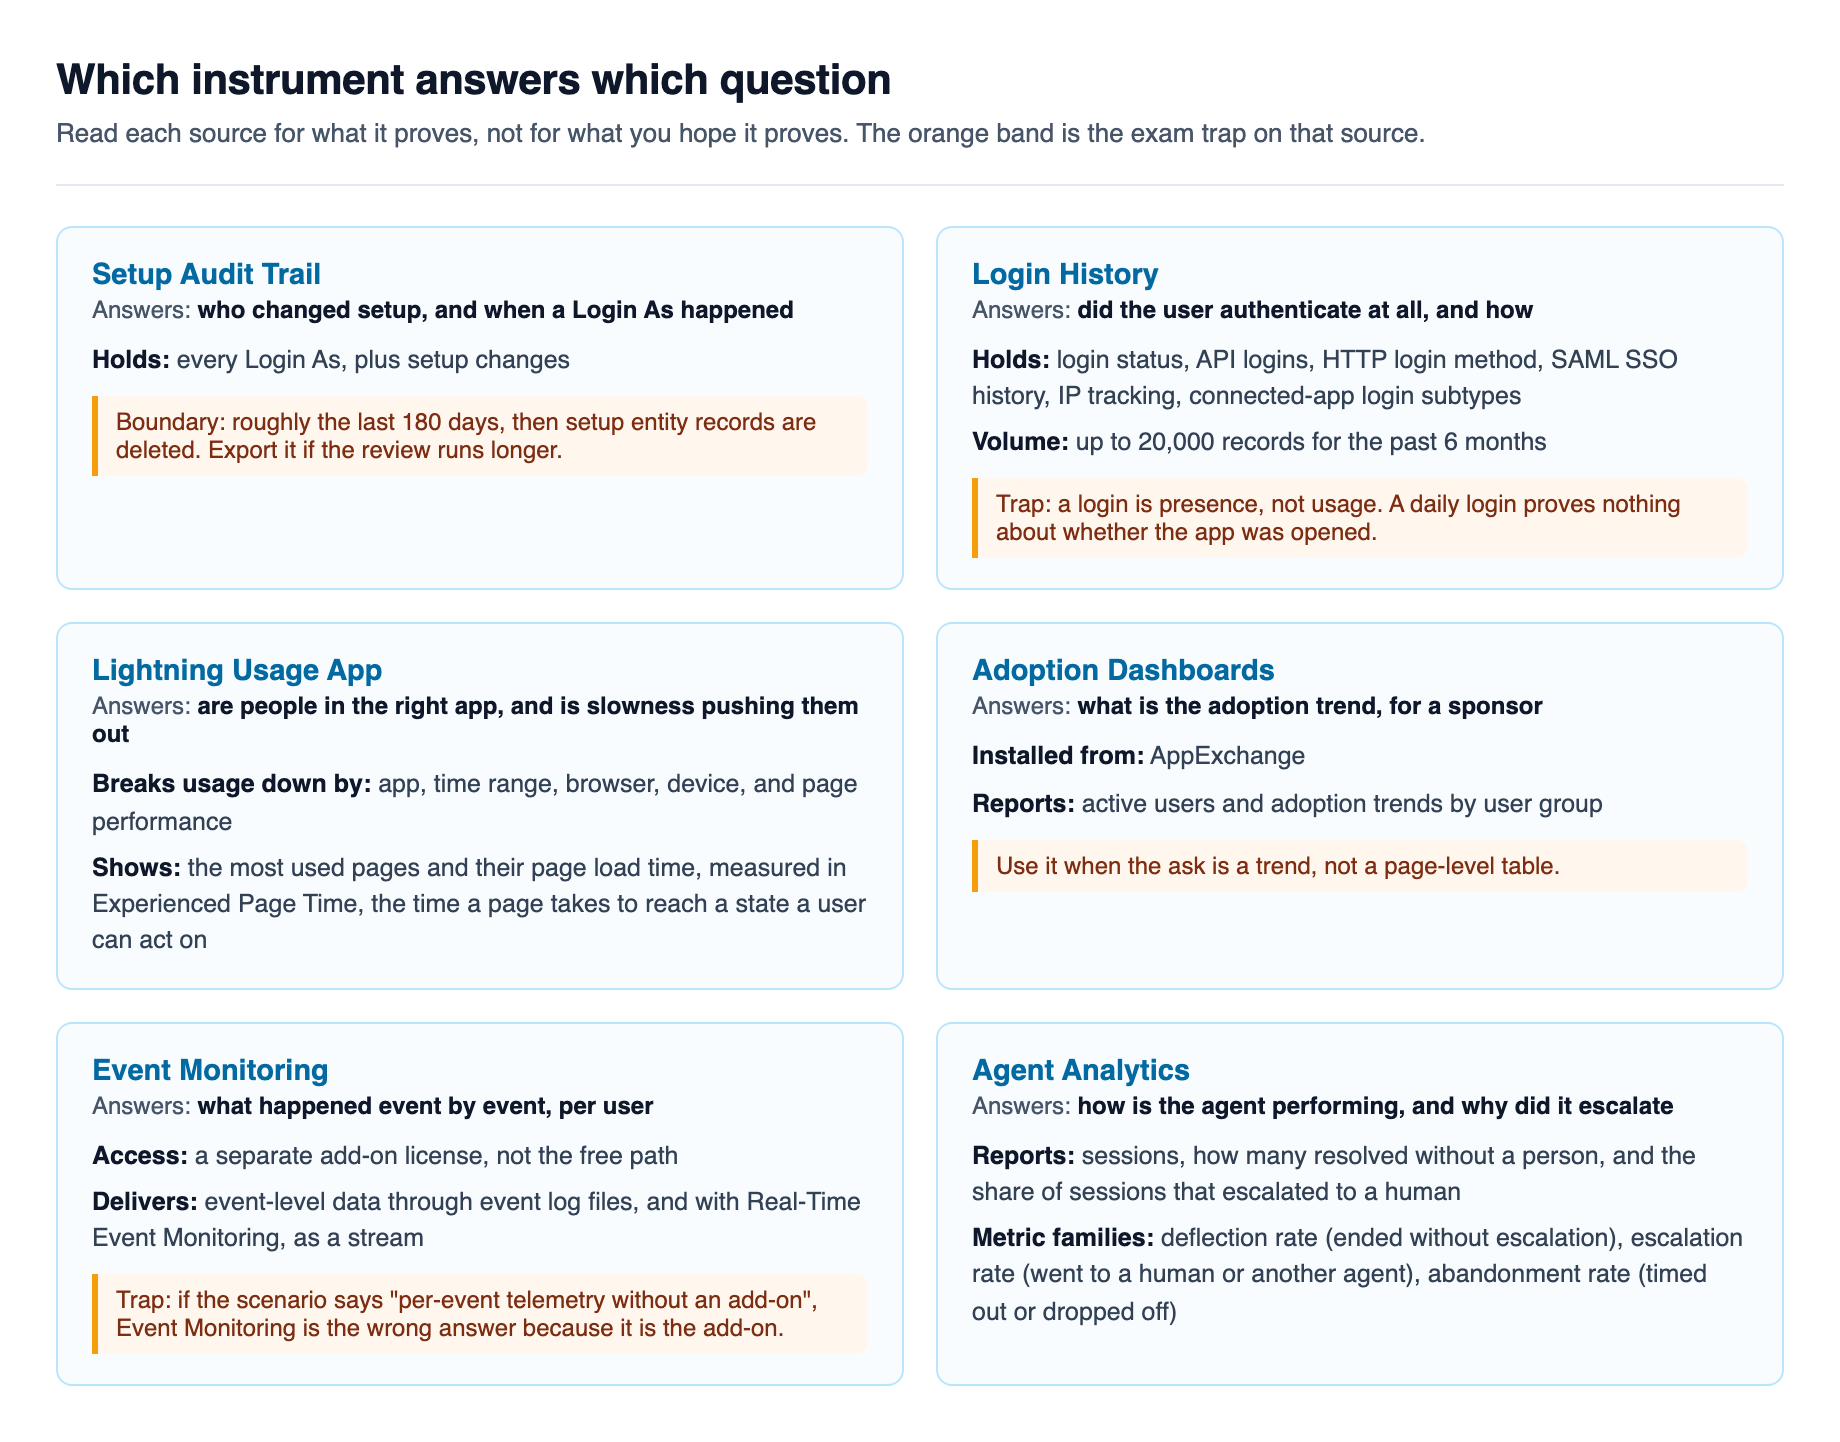 Which instrument answers which question
Read each source for what it proves, not for what you hope it proves. The orange band is the exam trap on that source.
Setup Audit Trail
Answers: who changed setup, and when a Login As happened
Holds: every Login As, plus setup changes
Boundary: roughly the last 180 days, then setup entity records are
deleted. Export it if the review runs longer.
Login History
Answers: did the user authenticate at all, and how
Holds: login status, API logins, HTTP login method, SAML SSO
history, IP tracking, connected-app login subtypes
Volume: up to 20,000 records for the past 6 months
Trap: a login is presence, not usage. A daily login proves nothing
about whether the app was opened.
Lightning Usage App
Answers: are people in the right app, and is slowness pushing them
out
Breaks usage down by: app, time range, browser, device, and page
performance
Shows: the most used pages and their page load time, measured in
Experienced Page Time, the time a page takes to reach a state a user
can act on
Adoption Dashboards
Answers: what is the adoption trend, for a sponsor
Installed from: AppExchange
Reports: active users and adoption trends by user group
Use it when the ask is a trend, not a page-level table.
Event Monitoring
Answers: what happened event by event, per user
Access: a separate add-on license, not the free path
Delivers: event-level data through event log files, and with Real-Time
Event Monitoring, as a stream
Trap: if the scenario says "per-event telemetry without an add-on",
Event Monitoring is the wrong answer because it is the add-on.
Agent Analytics
Answers: how is the agent performing, and why did it escalate
Reports: sessions, how many resolved without a person, and the
share of sessions that escalated to a human
Metric families: deflection rate (ended without escalation), escalation
rate (went to a human or another agent), abandonment rate (timed
out or dropped off)